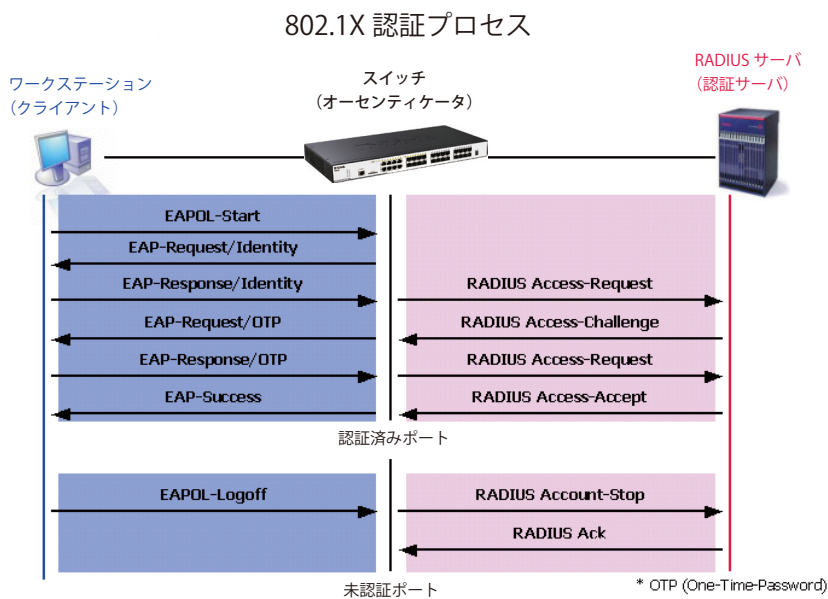 802.1X 認証プロセス
RADIUS サーバ
(認証サーバ)
ワークステーション
(クライアント)
スイッチ
(オーセンティケータ)
EAPOL-Start
EAP-Request/Identity
EAP-Response/Identity
RADIUS Access-Request
EAP-Request/OTP
RADIUS Access-Challenge
EAP-Response/OTP
RADIUS Access-Request
EAP-Success
RADIUS Access-Accept
認証済みポート
EAPOL-Logoff
RADIUS Account-Stop
RADIUS Ack
未認証ポート
* OTP (One-Time-Password)